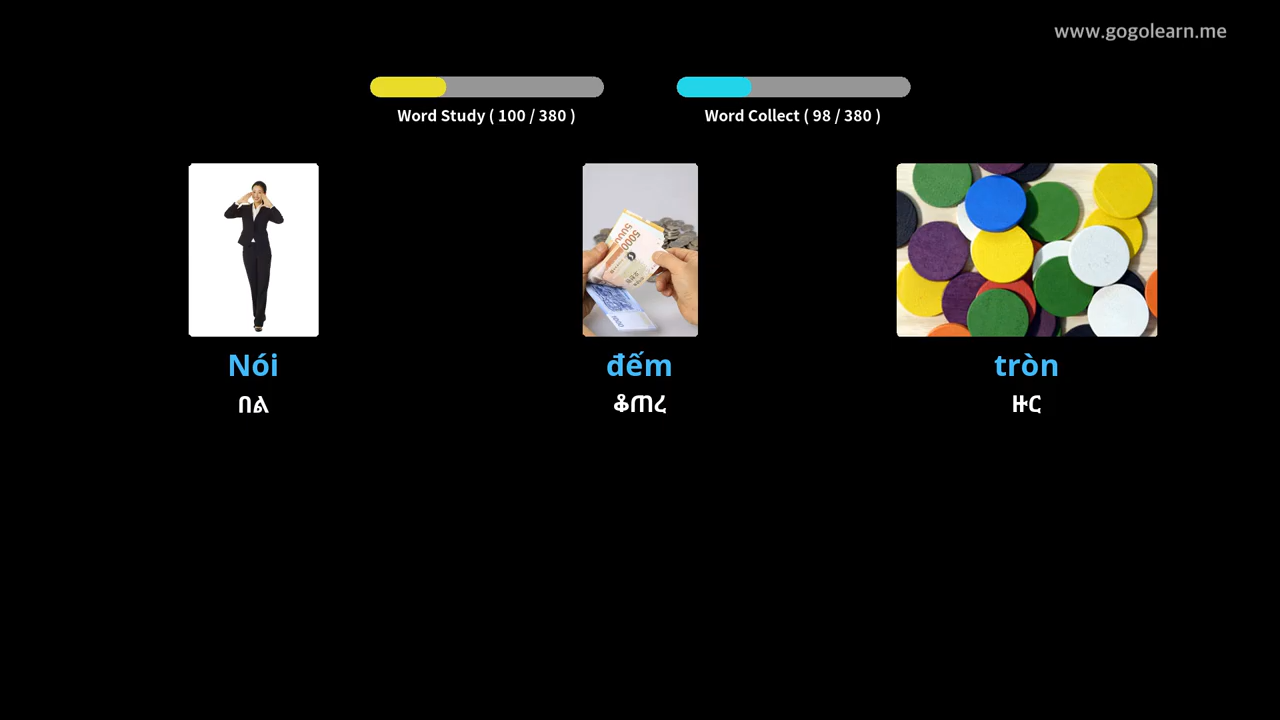 www.gogolearn.me
Word Study ( 100 / 380 )
Word Collect ( 98 / 380 )
Nói
đếm
tròn
በል
ቆጠረ
ዙር